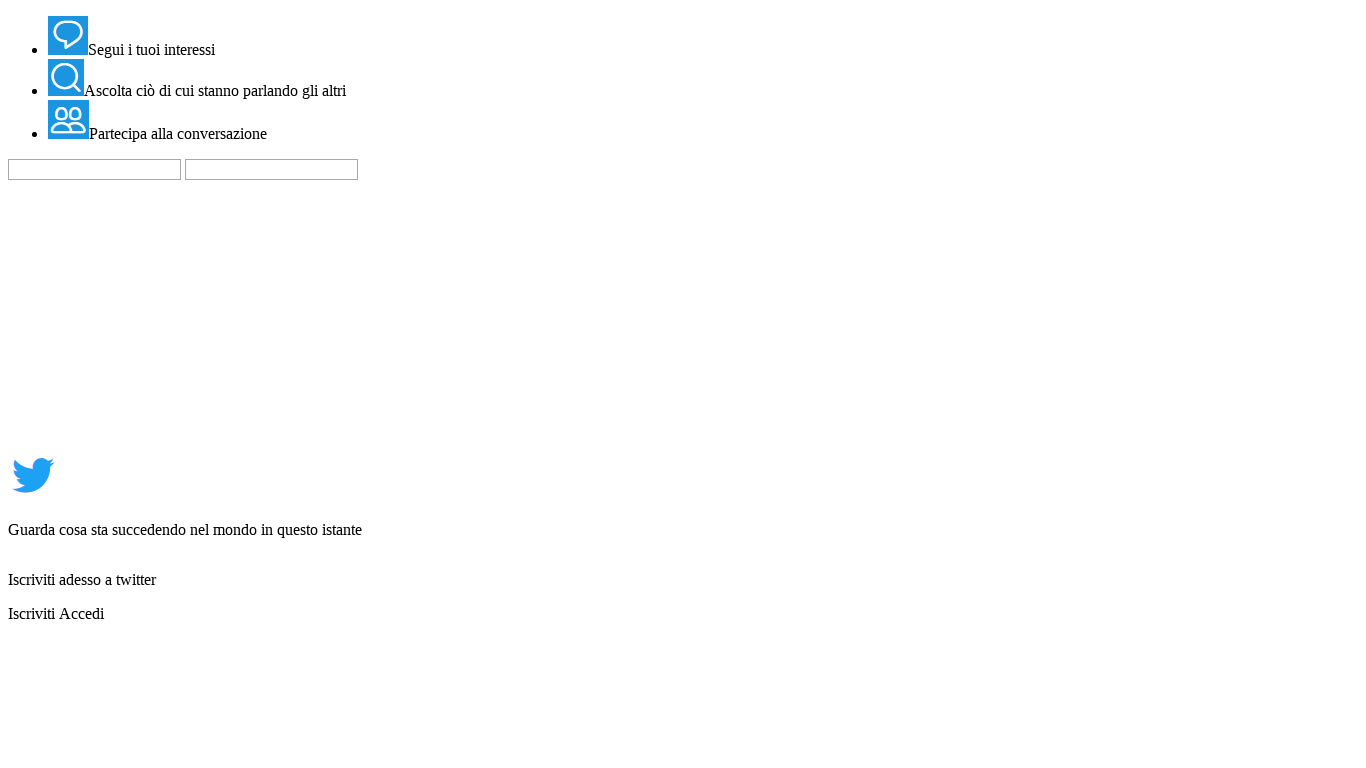 Segui i tuoi interessi
Ascolta ciò di cui stanno parlando gli altri
Partecipa alla conversazione
Guarda cosa sta succedendo nel mondo in questo istante
Iscriviti adesso a twitter
Iscriviti Accedi